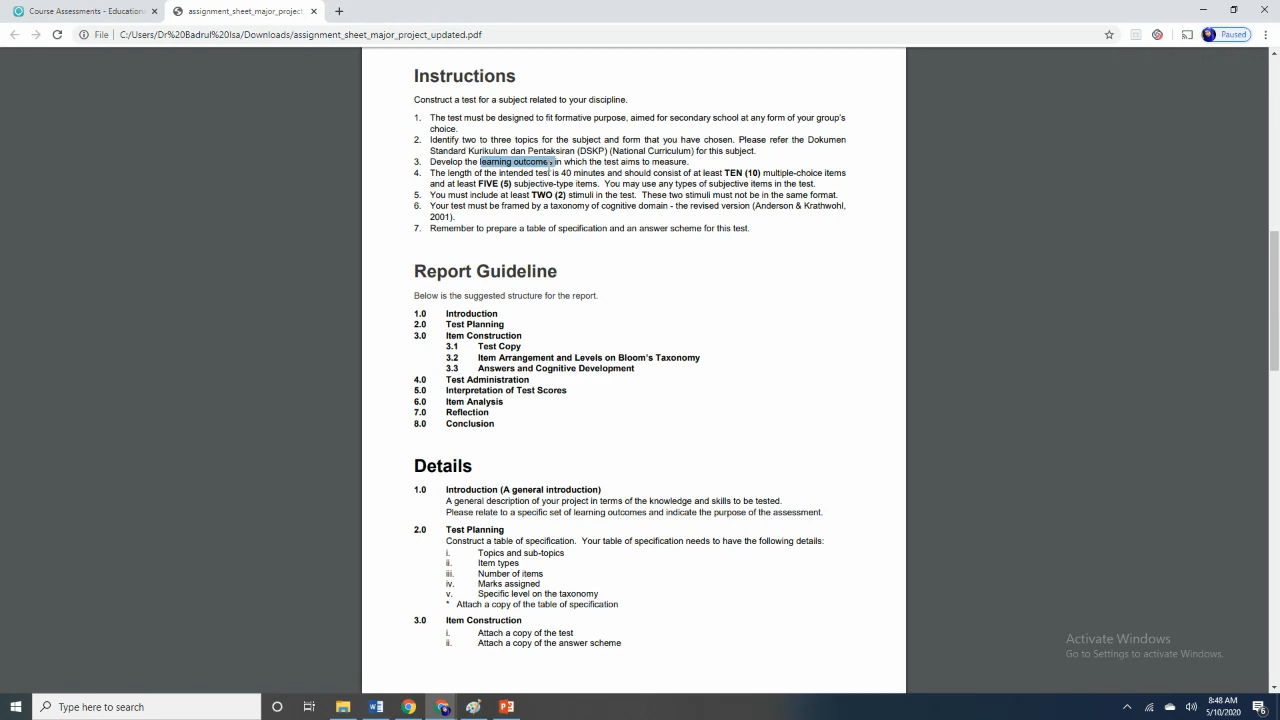 Course Assessments - Education
assignment_sheet_major_project
File
C:/Users/Dr%20Badrul%20Isa/Downloads/assignment_sheet_major_project_updated.pdf
Paused
Instructions
Construct a test for a subject related to your discipline.
1. The test must be designed to fit formative purpose, aimed for secondary school at any form of your group's
choice.
2. Identify two to three topics for the subject and form that you have chosen. Please refer the Dokumen
Standard Kurikulum dan Pentaksiran (DSKP) (National Curriculum) for this subject.
3. Develop the learning outcomes in which the test aims to measure.
4. The length of the intended test is 40 minutes and should consist of at least TEN (10) multiple-choice items
and at least FIVE (5) subjective-type items. You may use any types of subjective items in the test.
5. You must include at least TWO (2) stimuli in the test. These two stimuli must not be in the same format.
6. Your test must be framed by a taxonomy of cognitive domain - the revised version (Anderson & Krathwohl,
2001).
7. Remember to prepare a table of specification and an answer scheme for this test.
Report Guideline
Below is the suggested structure for the report.
1.0 Introduction
2.0 Test Planning
3.0 Item Construction
3.1 Test Copy
3.2 Item Arrangement and Levels on Bloom's Taxonomy
3.3 Answers and Cognitive Development
4.0 Test Administration
5.0 Interpretation of Test Scores
6.0 Item Analysis
7.0 Reflection
8.0 Conclusion
Details
1.0 Introduction (A general introduction)
A general description of your project in terms of the knowledge and skills to be tested.
Please relate to a specific set of learning outcomes and indicate the purpose of the assessment.
2.0 Test Planning
Construct a table of specification. Your table of specification needs to have the following details:
i. Topics and sub-topics
ii. Item types
iii. Number of items
iv. Marks assigned
v. Specific level on the taxonomy
* Attach a copy of the table of specification
3.0 Item Construction
i. Attach a copy of the test
ii. Attach a copy of the answer scheme
Activate Windows
Go to Settings to activate Windows.
Type here to search
8:48 AM
5/10/2020